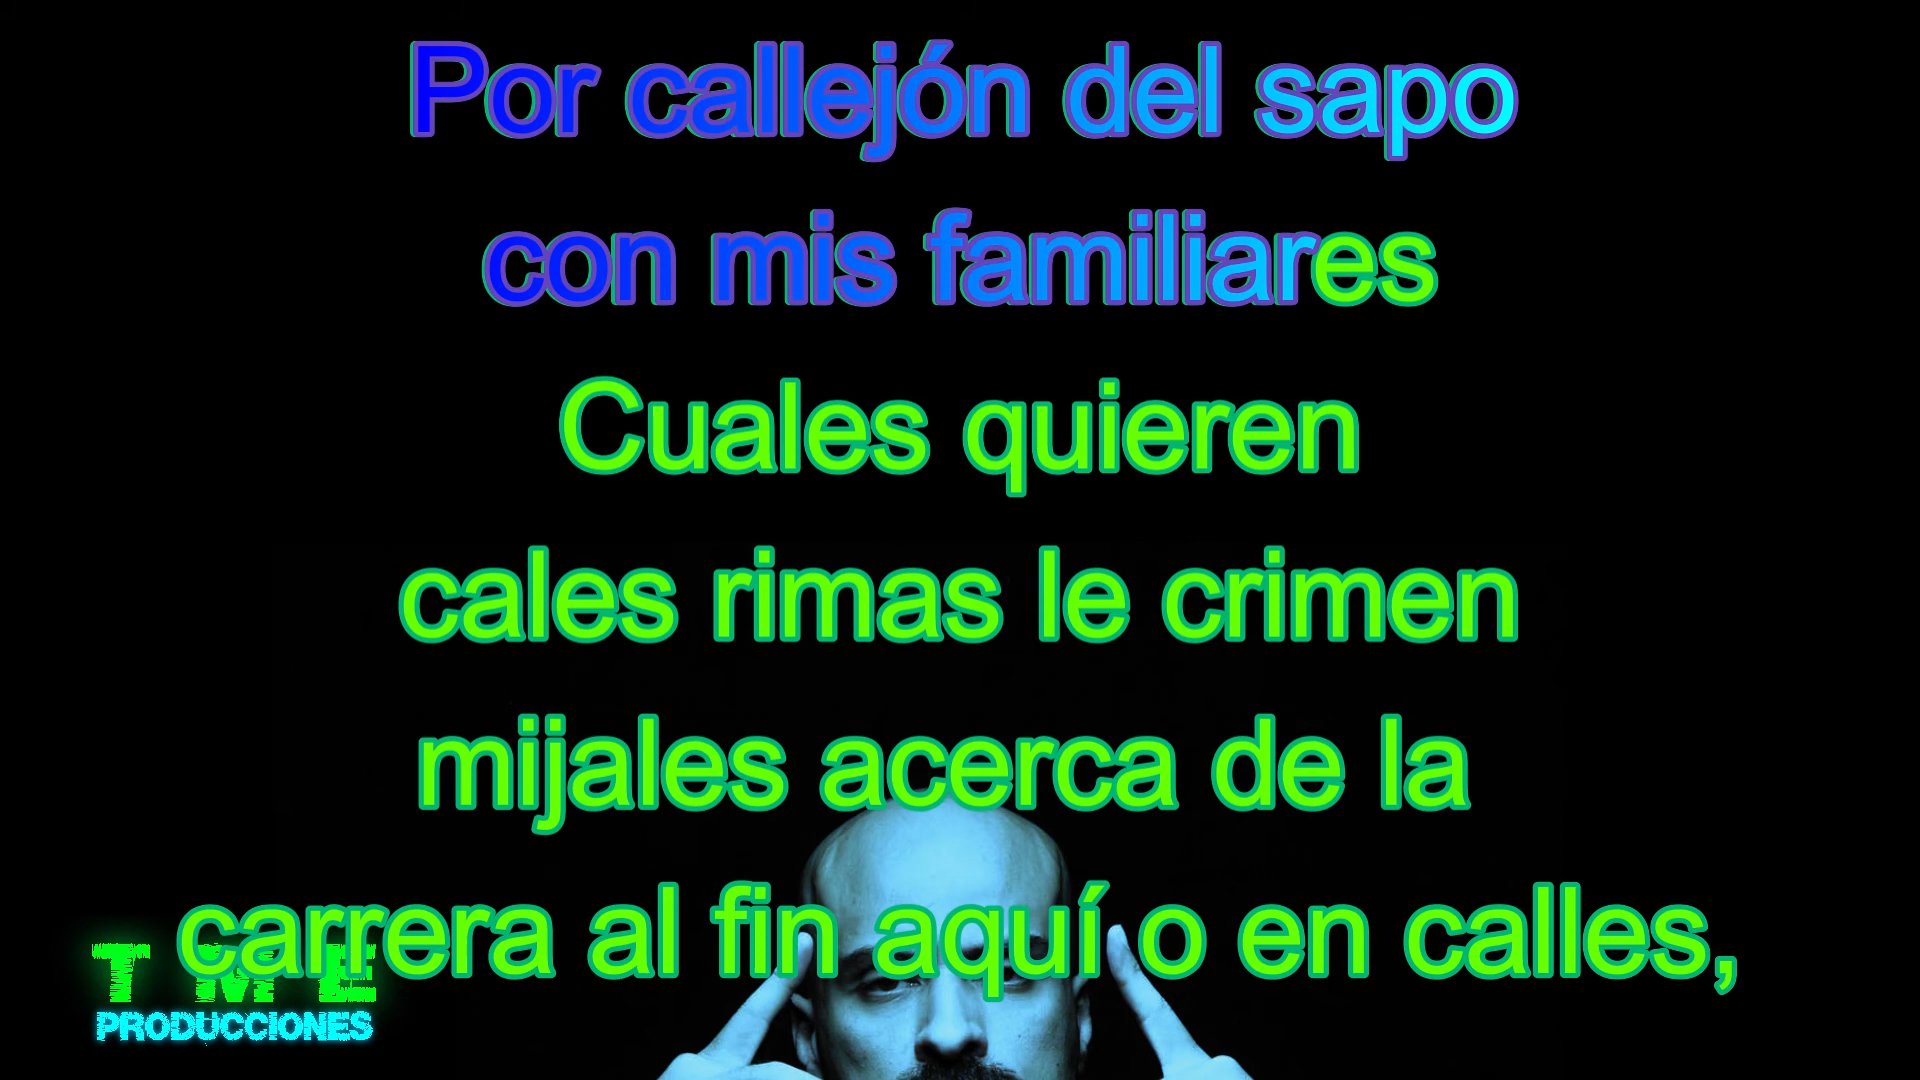 Por callejón del sapo
con mis familiares
Cuales quieren
cales rimas le crimen
mijales acerca de la
carrera al fin aquí o en calles,
T M E
PRODUCCIONES